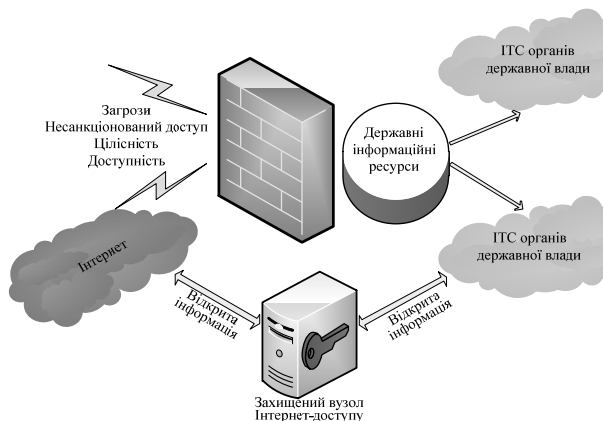 ІТС органів
державної влади
Загрози
Несанкціонований доступ
Цілісність
Доступність
Державні
інформаційні
ресурси
Інтернет
ІТС органів
державної влади
Відкрита
інформація
Відкрита
інформація
Захищений вузол
Інтернет-доступу